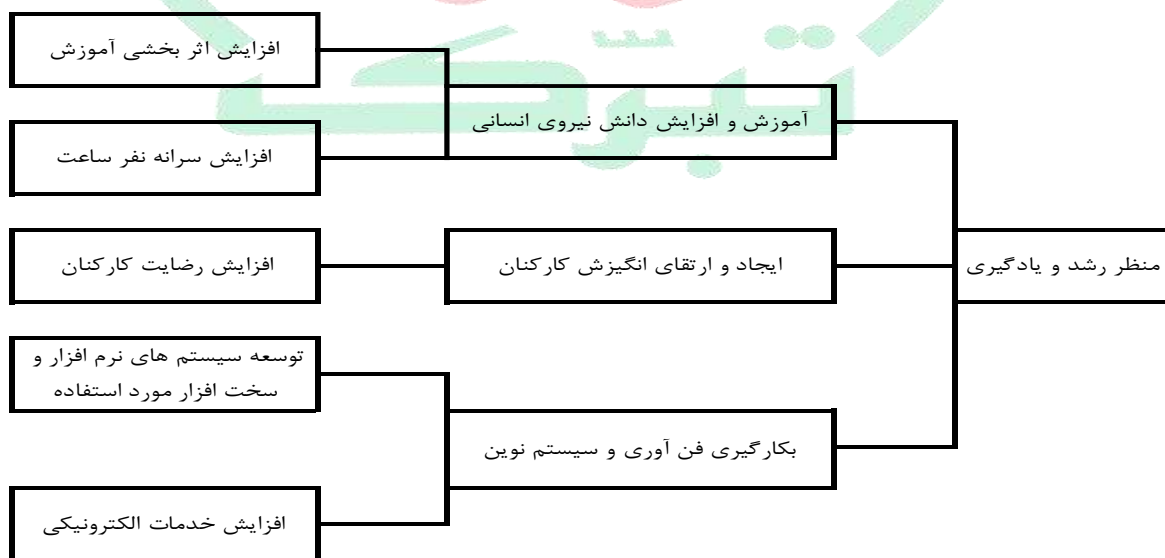 منظر رشد و یادگیری
آموزش و افزایش دانش نیروی انسانی
افزایش اثر بخشی آموزش
افزایش سرانه نفر ساعت
ایجاد و ارتقای انگیزش کارکنان
افزایش رضایت کارکنان
بکارگیری فن آوری و سیستم نوین
توسعه سیستم های نرم افزار و
سخت افزار مورد استفاده
افزایش خدمات الکترونیکی